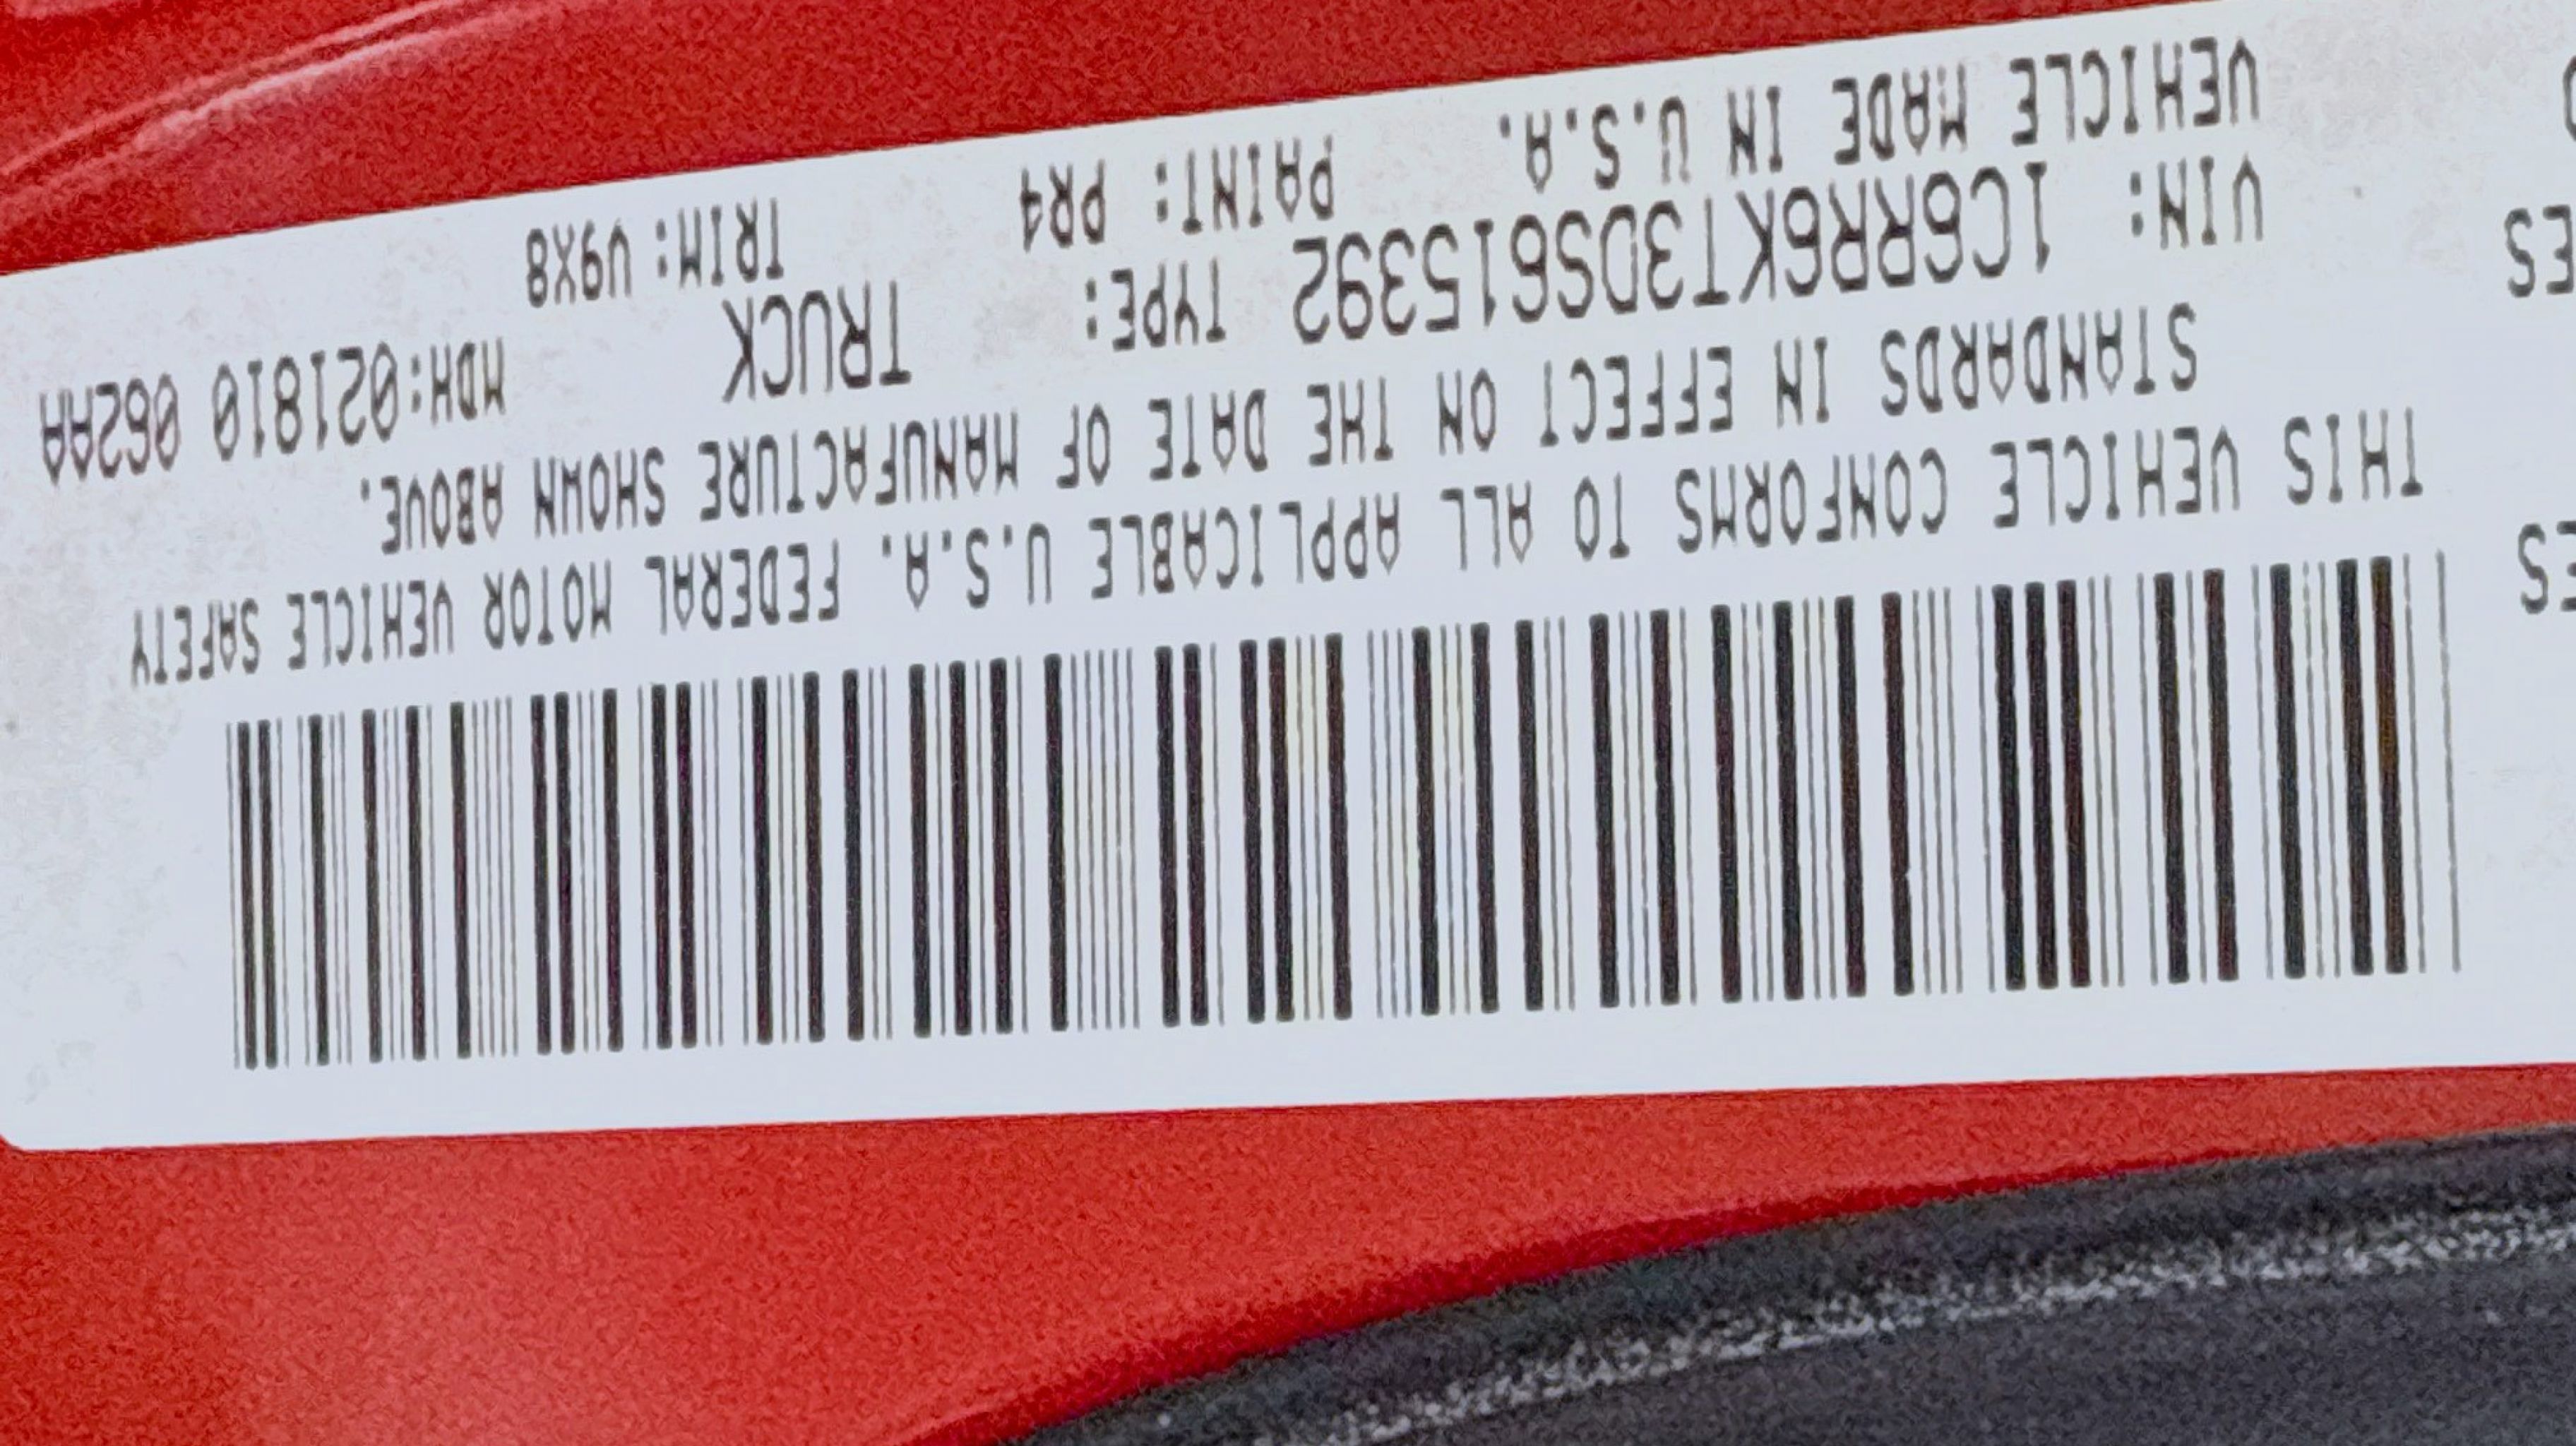 THIS VEHICLE CONFORMS TO ALL APPLICABLE U.S.A. FEDERAL MOTOR VEHICLE SAFETY
STANDARDS IN EFFECT ON THE DATE OF MANUFACTURE SHOWN ABOVE.
VIN: 1C6RR6KT3DS615392 TYPE: TRUCK MDH:021810 062AA
VEHICLE MADE IN U.S.A. PAINT: PR4 TRIM: V9X8